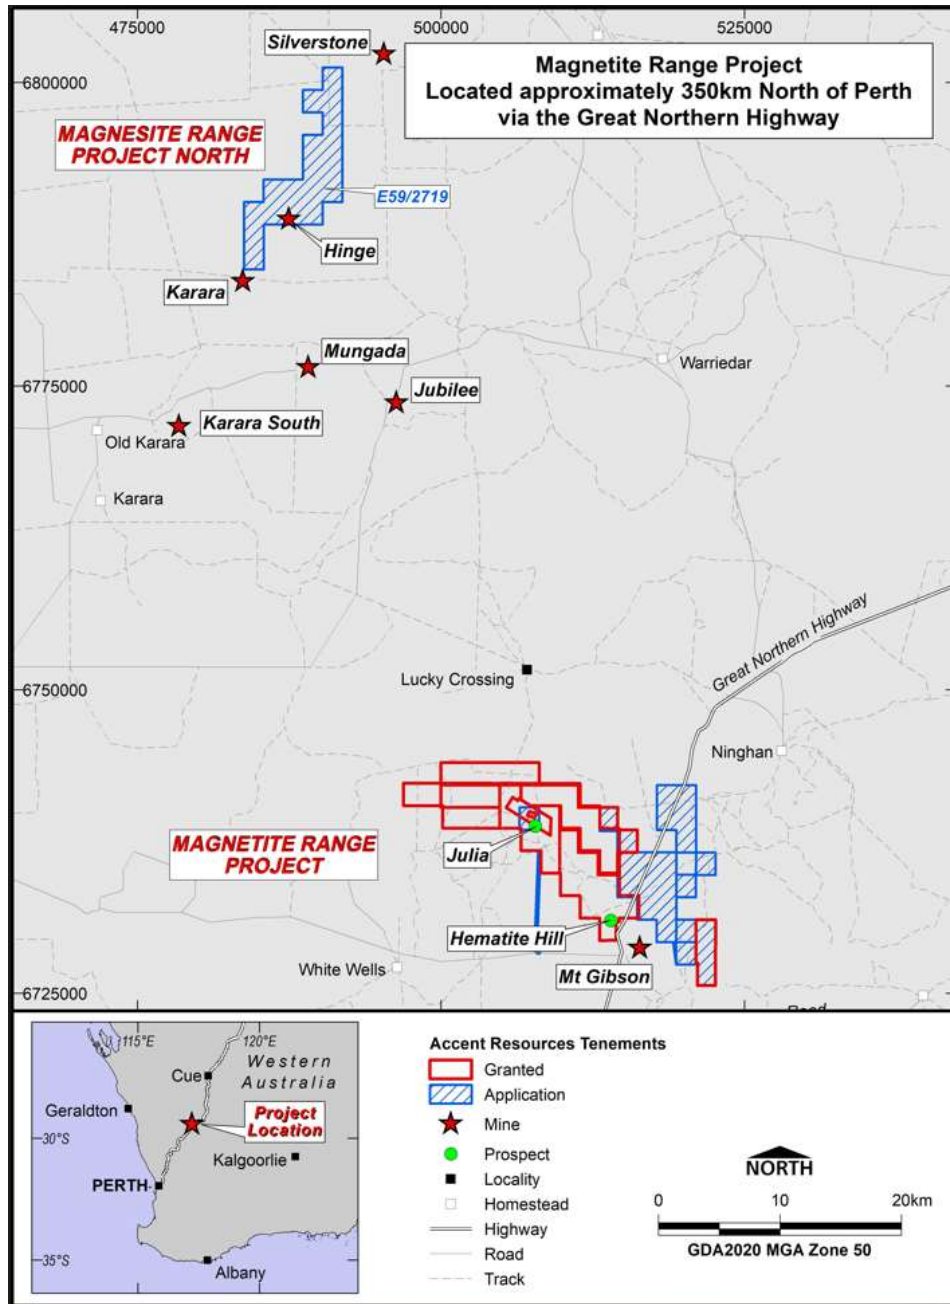 475000
500000
525000
Silverstone
6800000
Magnetite Range Project
Located approximately 350km North of Perth
via the Great Northern Highway
MAGNESITE RANGE
PROJECT NORTH
E59/2719
Hinge
Karara
Mungada
Warriedar
6775000
Jubilee
Karara South
Old Karara
Karara
Great Northern Highway
Lucky Crossing
6750000
Ninghan
MAGNETITE RANGE
PROJECT
Julia
Hematite Hill
White Wells
Mt Gibson
6725000
115°E
120°E
Western
Australia
Cue
Geraldton
Project
Location
30°S
Kalgoorlie
PERTH
35°S
Albany
Accent Resources Tenements
Granted
Application
Mine
Prospect
Locality
Homestead
Highway
Road
Track
NORTH
0 10 20km
GDA2020 MGA Zone 50